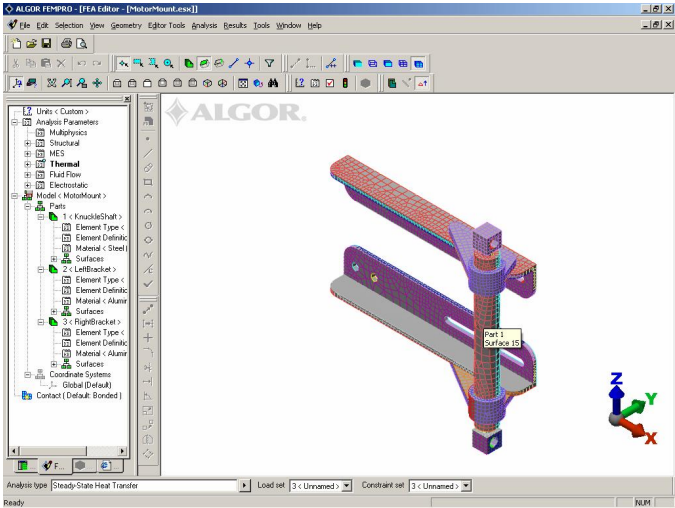 ALGOR FEMPRO - [FEA Editor - [MotorMount.esx]]
File Edit Selection View Geometry Editor Tools Analysis Results Tools Window Help
ALGOR®
Units < Custom >
Analysis Parameters
Multiphysics
Structural
MES
Thermal
Fluid Flow
Electrostatic
Model < MotorMount >
Parts
1 < KnuckleShaft >
Element Type <
Element Definitic
Material < Steel (
Surfaces
2 < LeftBracket >
Element Type <
Element Definitic
Material < Alumir
Surfaces
3 < RightBracket >
Element Type <
Element Definitic
Material < Alumir
Surfaces
Coordinate Systems
Global (Default)
Contact ( Default: Bonded )
Part 1
Surface 15
Z
Y
X
F...
Analysis type Steady-State Heat Transfer Load set 3 < Unnamed > Constraint set 3 < Unnamed >
Ready NUM